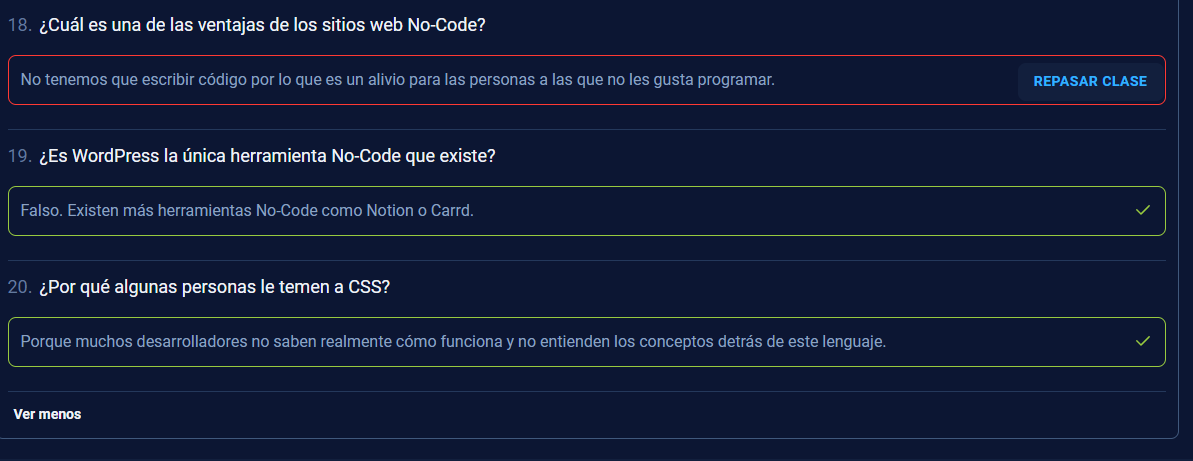 18. ¿Cuál es una de las ventajas de los sitios web No-Code?
No tenemos que escribir código por lo que es un alivio para las personas a las que no les gusta programar.
REPASAR CLASE
19. ¿Es WordPress la única herramienta No-Code que existe?
Falso. Existen más herramientas No-Code como Notion o Carrd.
20. ¿Por qué algunas personas le temen a CSS?
Porque muchos desarrolladores no saben realmente cómo funciona y no entienden los conceptos detrás de este lenguaje.
Ver menos